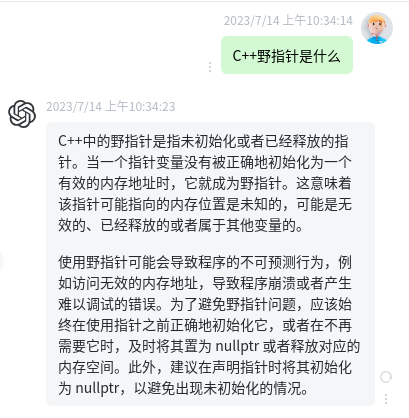 2023/7/14 上午10:34:14
C++野指针是什么
2023/7/14 上午10:34:23
C++中的野指针是指未初始化或者已经释放的指
针。当一个指针变量没有被正确地初始化为一个
有效的内存地址时，它就成为野指针。这意味着
该指针可能指向的内存位置是未知的，可能是无
效的、已经释放的或者属于其他变量的。
使用野指针可能会导致程序的不可预测行为，例
如访问无效的内存地址，导致程序崩溃或者产生
难以调试的错误。为了避免野指针问题，应该始
终在使用指针之前正确地初始化它，或者在不再
需要它时，及时将其置为 nullptr 或者释放对应的
内存空间。此外，建议在声明指针时将其初始化
为 nullptr，以避免出现未初始化的情况。